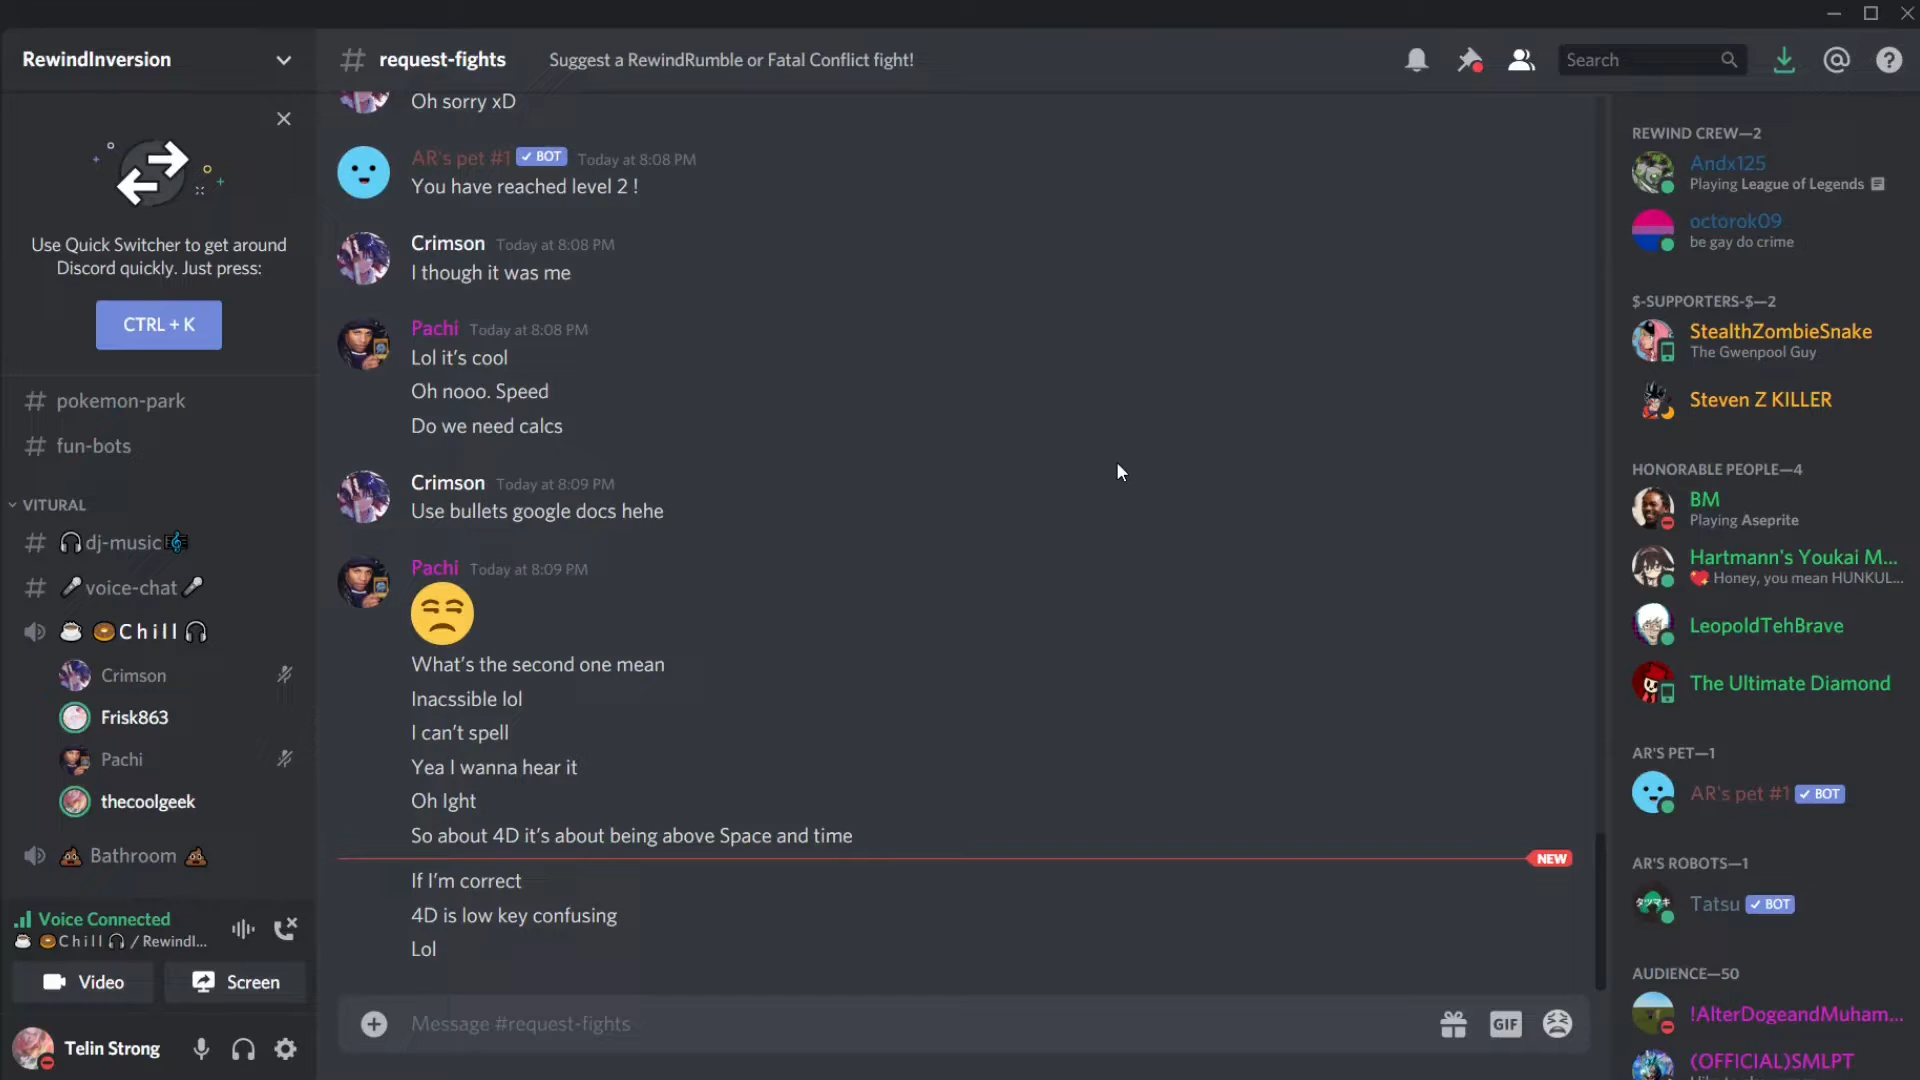 RewindInversion
request-fights
Suggest a RewindRumble or Fatal Conflict fight!
Search
Use Quick Switcher to get around
Discord quickly. Just press:
CTRL + K
pokemon-park
fun-bots
VITURAL
dj-music
voice-chat
Chill
Crimson
Frisk863
Pachi
thecoolgeek
Bathroom
Voice Connected
Chill / Rewindl...
Video
Screen
Telin Strong
Oh sorry xD
AR's pet #1 BOT Today at 8:08 PM
You have reached level 2 !
Crimson Today at 8:08 PM
I though it was me
Pachi Today at 8:08 PM
Lol it's cool
Oh nooo. Speed
Do we need calcs
Crimson Today at 8:09 PM
Use bullets google docs hehe
Pachi Today at 8:09 PM
What's the second one mean
Inacssible lol
I can't spell
Yea I wanna hear it
Oh Ight
So about 4D it's about being above Space and time
NEW
If I'm correct
4D is low key confusing
Lol
Message #request-fights
GIF
REWIND CREW—2
Andx125
Playing League of Legends
octorok09
be gay do crime
$-SUPPORTERS-$—2
StealthZombieSnake
The Gwenpool Guy
Steven Z KILLER
HONORABLE PEOPLE—4
BM
Playing Aseprite
Hartmann's Youkai M...
Honey, you mean HUNKUL...
LeopoldTehBrave
The Ultimate Diamond
AR'S PET—1
AR's pet #1 BOT
AR'S ROBOTS—1
Tatsu BOT
AUDIENCE—50
!AlterDogeandMuham...
(OFFICIAL)SMLPT